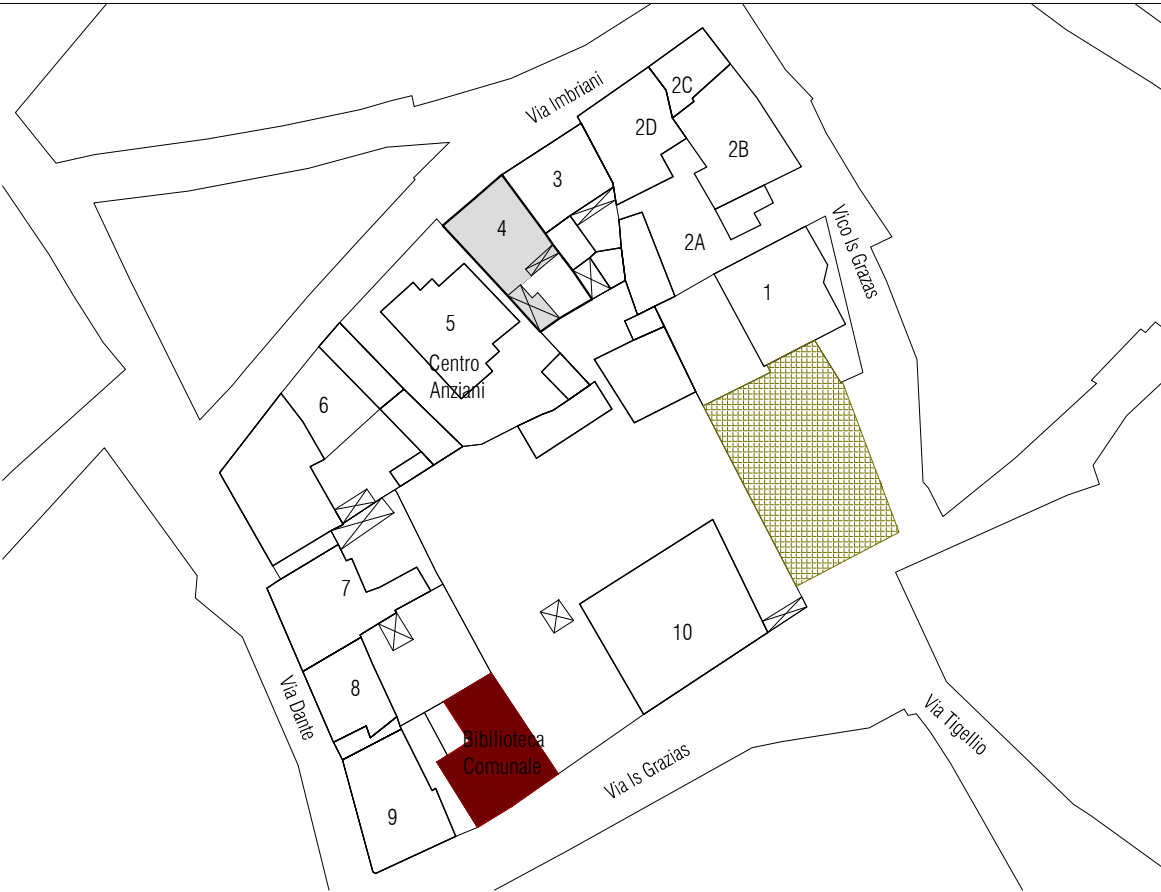 Via Imbriani
2C
2D
2B
3
4
2A
Vico Is Grazas
1
5
Centro
Anziani
6
7
10
8
Via Dante
Bibilioteca
Comunale
Via Tigellio
Via Is Grazias
9